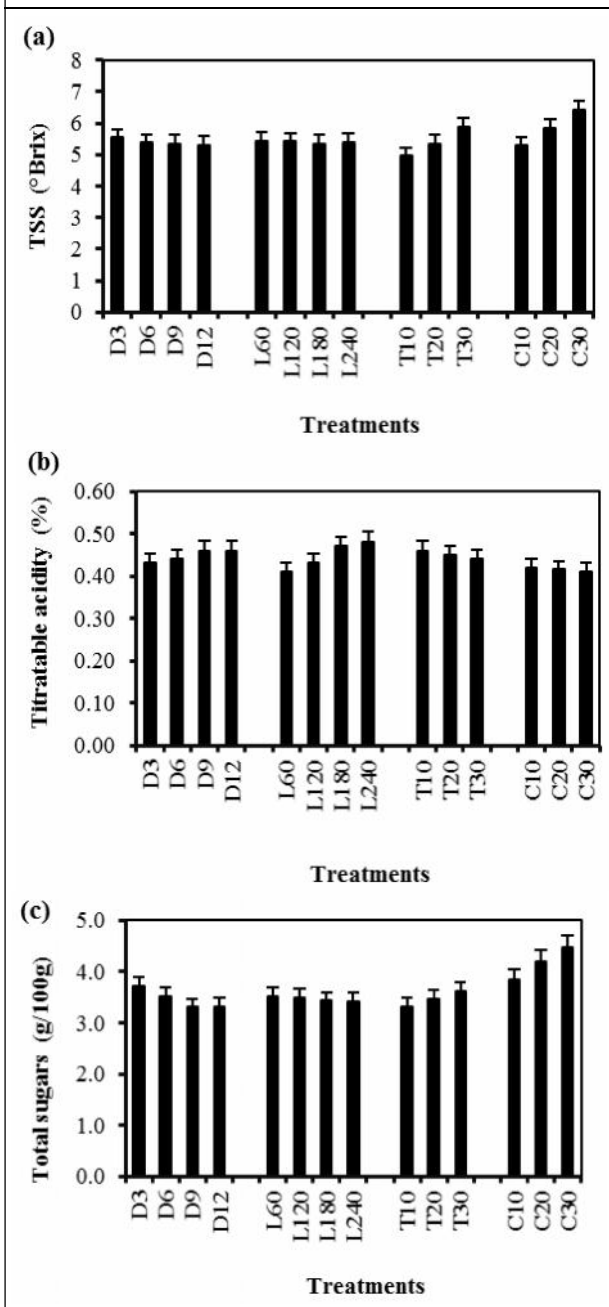 (a)
TSS (°Brix)
8
7
6
5
4
3
2
1
0
D3 D6 D9 D12 L60 L120 L180 L240 T10 T20 T30 C10 C20 C30
Treatments
(b)
Titratable acidity (%)
0.60
0.50
0.40
0.30
0.20
0.10
0.00
D3 D6 D9 D12 L60 L120 L180 L240 T10 T20 T30 C10 C20 C30
Treatments
(c)
Total sugars (g/100g)
5.0
4.0
3.0
2.0
1.0
0.0
D3 D6 D9 D12 L60 L120 L180 L240 T10 T20 T30 C10 C20 C30
Treatments